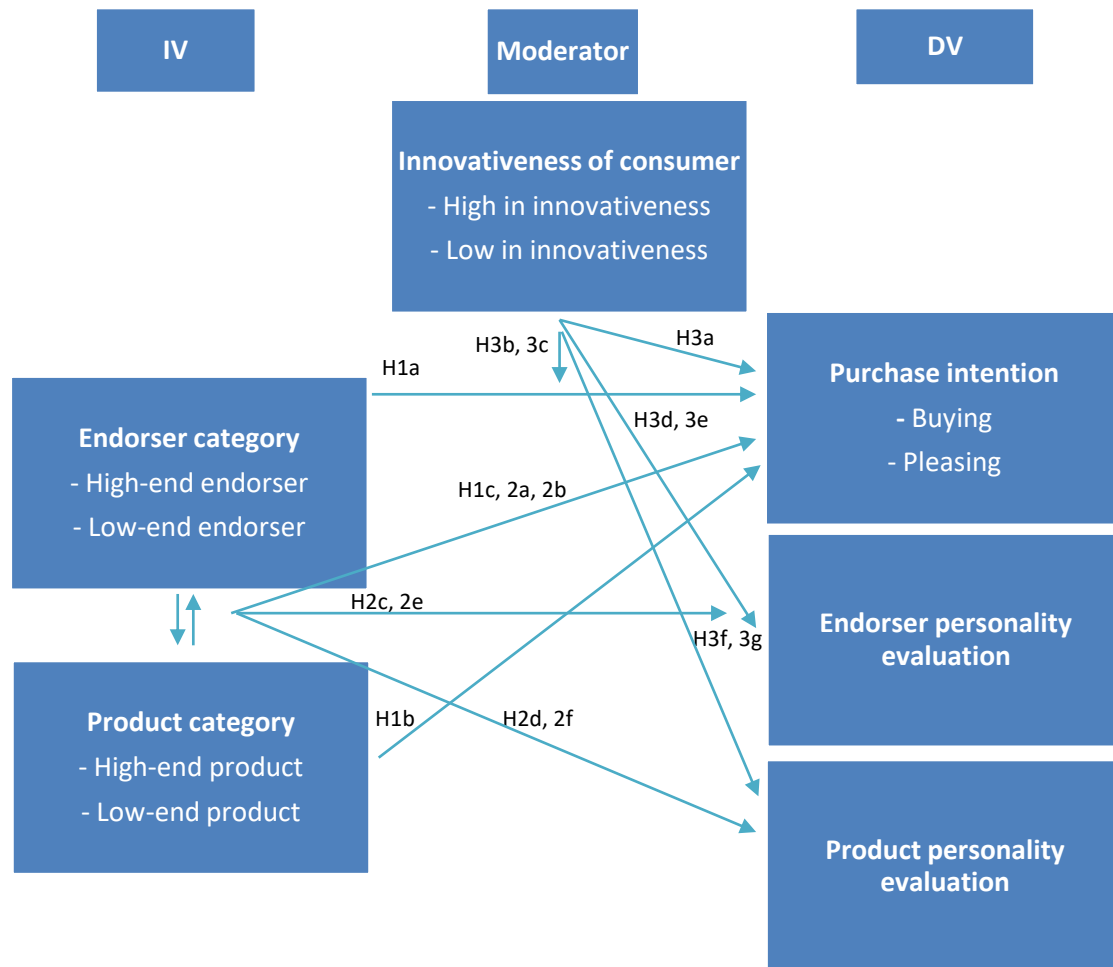 IV
Moderator
DV
Innovativeness of consumer
- High in innovativeness
- Low in innovativeness
H3b, 3c
H3a
H1a
Purchase intention
- Buying
- Pleasing
H3d, 3e
Endorser category
- High-end endorser
- Low-end endorser
H1c, 2a, 2b
H2c, 2e
H3f, 3g
Endorser personality
evaluation
Product category
- High-end product
- Low-end product
H1b
H2d, 2f
Product personality
evaluation